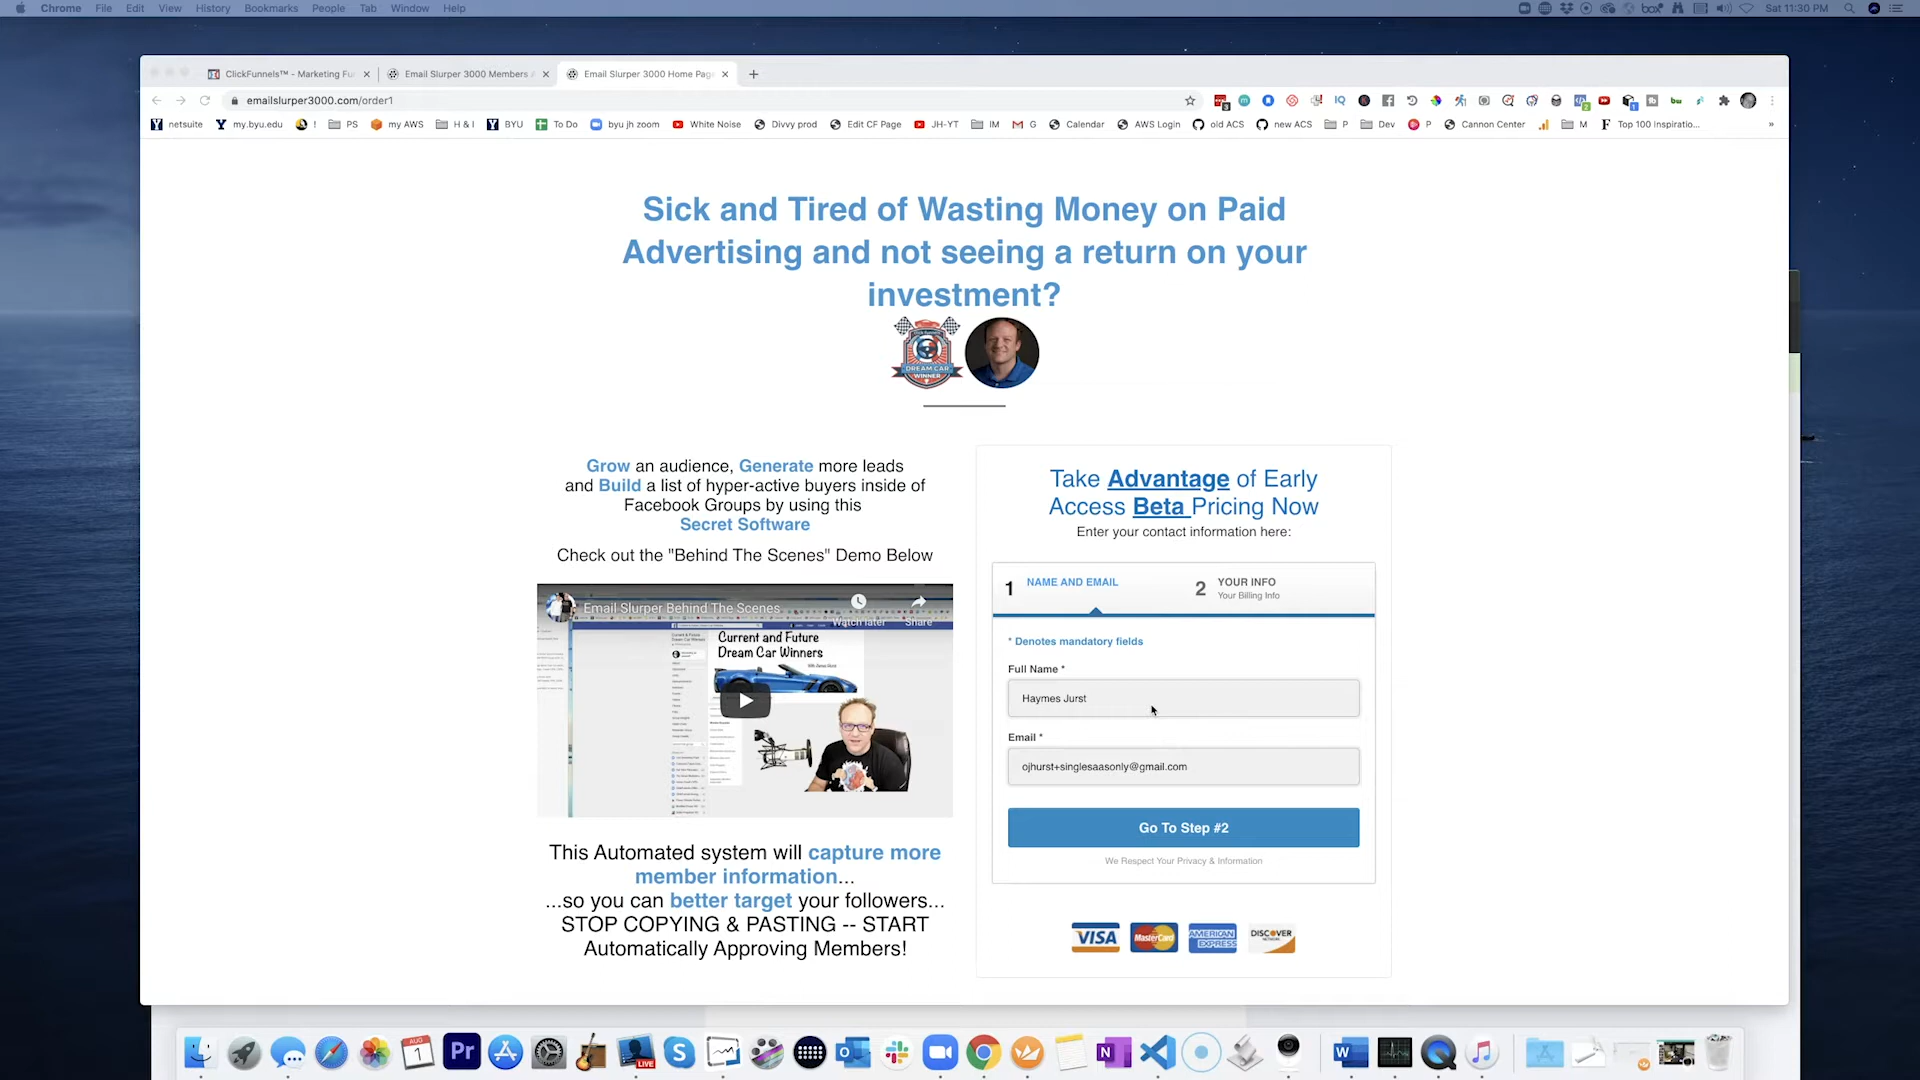 Chrome File Edit View History Bookmarks People Tab Window Help
box Sat 11:30 PM
ClickFunnels™ - Marketing Fu
Email Slurper 3000 Members
Email Slurper 3000 Home Pag
emailslurper3000.com/order1
netsuite my.byu.edu ! PS my AWS H & I BYU To Do byu jh zoom White Noise Divvy prod Edit CF Page JH-YT IM G Calendar AWS Login old ACS new ACS P Dev P Cannon Center M Top 100 Inspiratio... »
Sick and Tired of Wasting Money on Paid
Advertising and not seeing a return on your
investment?
DREAM CAR
WINNER
Grow an audience, Generate more leads
and Build a list of hyper-active buyers inside of
Facebook Groups by using this
Secret Software
Check out the "Behind The Scenes" Demo Below
Email Slurper Behind The Scenes
Watch later Share
Current and Future
Dream Car Winners
This Automated system will capture more
member information...
...so you can better target your followers...
STOP COPYING & PASTING -- START
Automatically Approving Members!
Take Advantage of Early
Access Beta Pricing Now
Enter your contact information here:
1 NAME AND EMAIL
2 YOUR INFO
Your Billing Info
* Denotes mandatory fields
Full Name *
Haymes Jurst
Email *
ojhurst+singlesaasonly@gmail.com
Go To Step #2
We Respect Your Privacy & Information
VISA
MasterCard
AMERICAN
EXPRESS
DISCOVER
NETWORK
AUG
1
Pr
LIVE